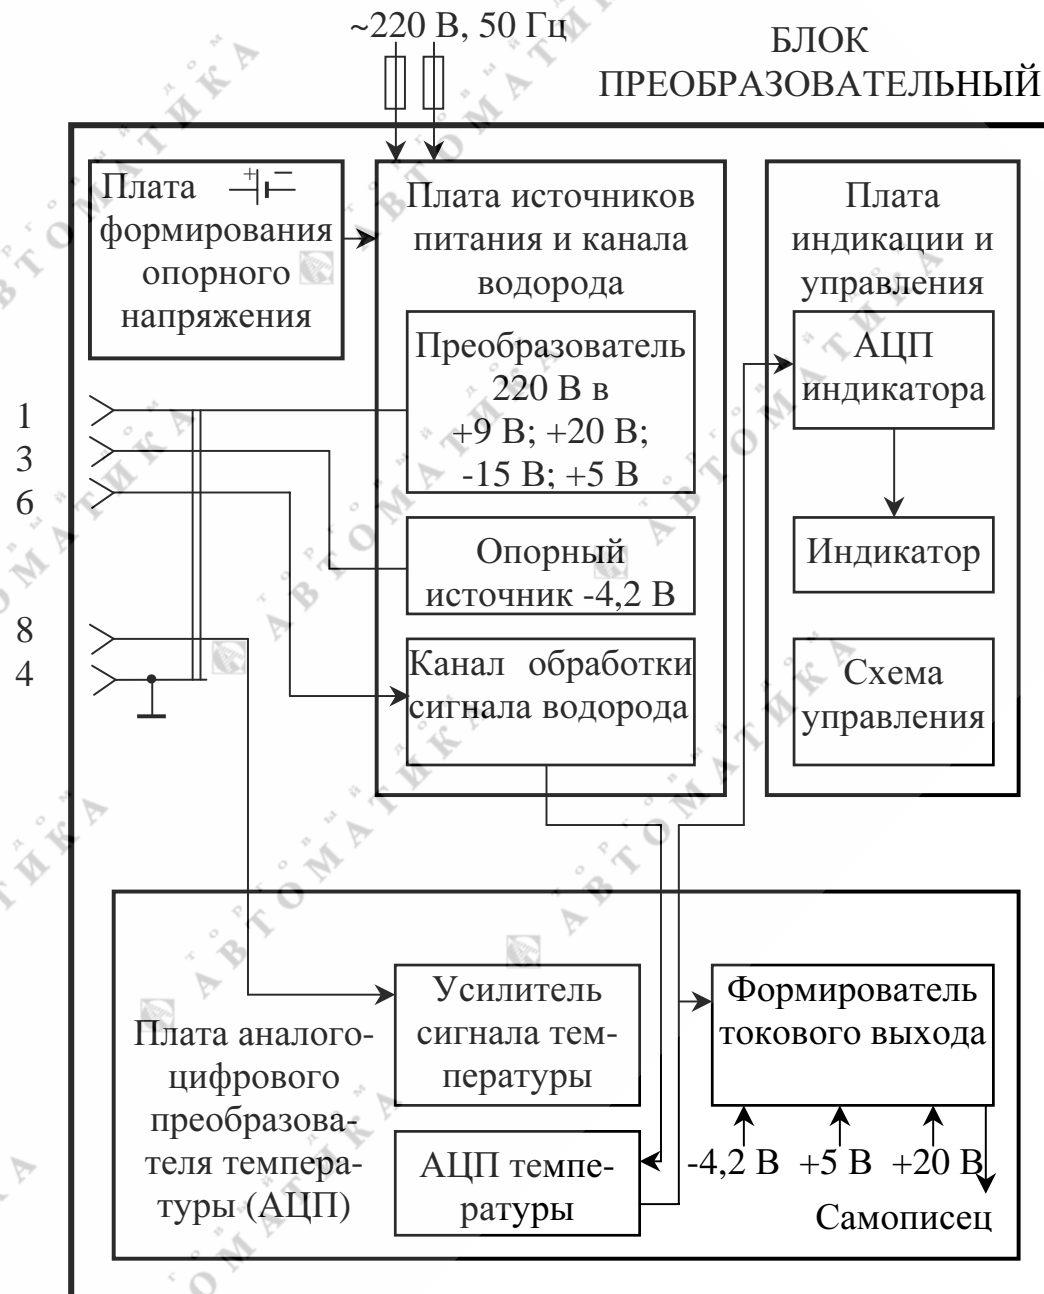 ~220 В, 50 Гц
БЛОК
ПРЕОБРАЗОВАТЕЛЬНЫЙ
Плата + −
формирования
опорного
напряжения
Плата источников
питания и канала
водорода
Преобразователь
220 В в
+9 В; +20 В;
-15 В; +5 В
Опорный
источник -4,2 В
Канал обработки
сигнала водорода
Плата
индикации и
управления
АЦП
индикатора
Индикатор
Схема
управления
1
3
6
8
4
Плата аналого-
цифрового
преобразова-
теля темпера-
туры (АЦП)
Усилитель
сигнала тем-
пературы
АЦП темпе-
ратуры
Формирователь
токового выхода
-4,2 В +5 В +20 В
Самописец
торговый дом
АВТОМАТИКА